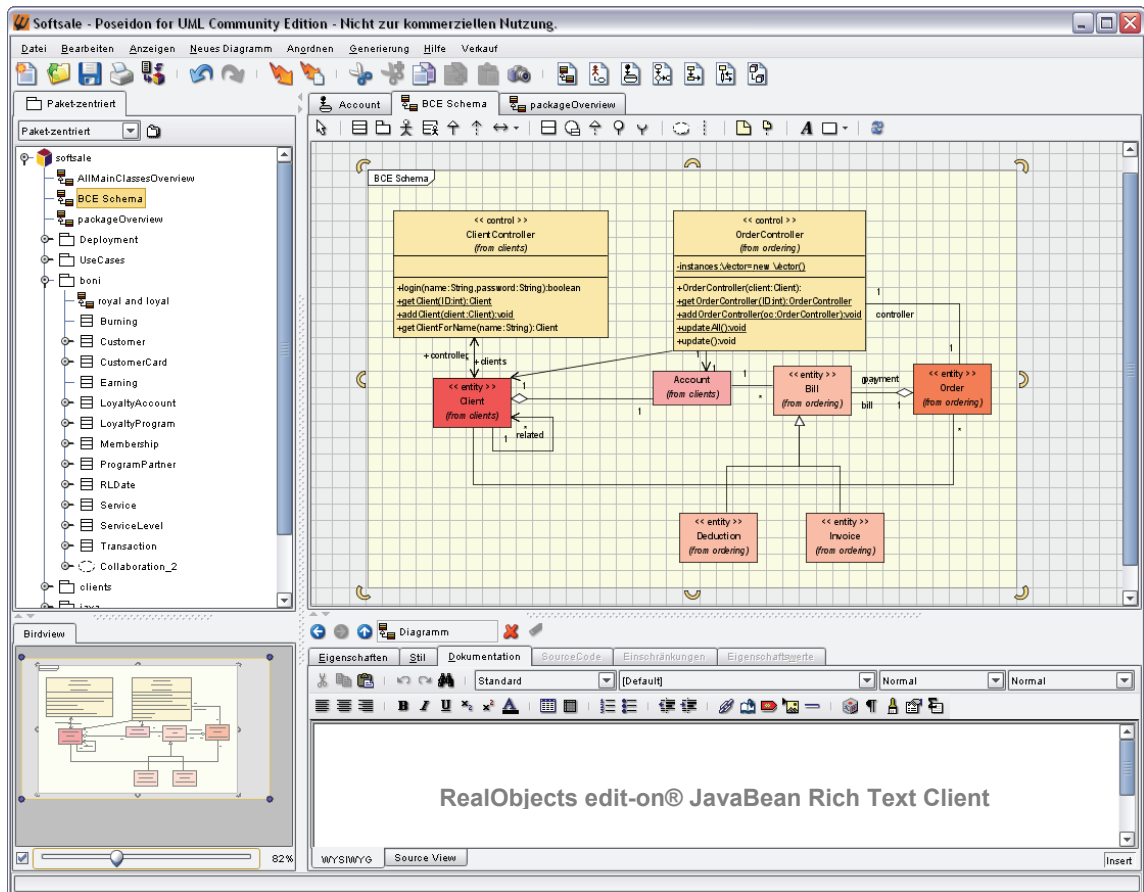 Softsale - Poseidon for UML Community Edition - Nicht zur kommerziellen Nutzung.
Datei Bearbeiten Anzeigen Neues Diagramm Anordnen Generierung Hilfe Verkauf
Paket-zentriert
Paket-zentriert
softsale
AllMainClassesOverview
BCE Schema
packageOverview
Deployment
UseCases
boni
royal and loyal
Burning
Customer
CustomerCard
Earning
LoyaltyAccount
LoyaltyProgram
Membership
ProgramPartner
RLDate
Service
ServiceLevel
Transaction
Collaboration_2
clients
java
Birdview
82%
Account BCE Schema packageOverview
A
BCE Schema
<< control >>
ClientController
(from clients)
+login(name:String,password:String):boolean
+getClient(ID:int):Client
+addClient(client:Client):void
+getClientForName(name:String):Client
<< control >>
OrderController
(from ordering)
-instances:Vector=new Vector()
+OrderController(client:Client):
+getOrderController(ID:int):OrderController
+addOrderController(oc:OrderController):void
+updateAll():void
+update():void
1
controller
1
+ controller
+ clients
1
1
1
<< entity >>
Client
(from clients)
1
*
related
1
Account
(from clients)
1
*
<< entity >>
Bill
(from ordering)
payment
bill
1
<< entity >>
Order
(from ordering)
*
<< entity >>
Deduction
(from ordering)
<< entity >>
Invoice
(from ordering)
Diagramm
Eigenschaften Stil Dokumentation SourceCode Einschränkungen Eigenschaftswerte
Standard [Default] Normal Normal
B I U x₂ x² A
RealObjects edit-on® JavaBean Rich Text Client
WYSIWYG Source View
Insert